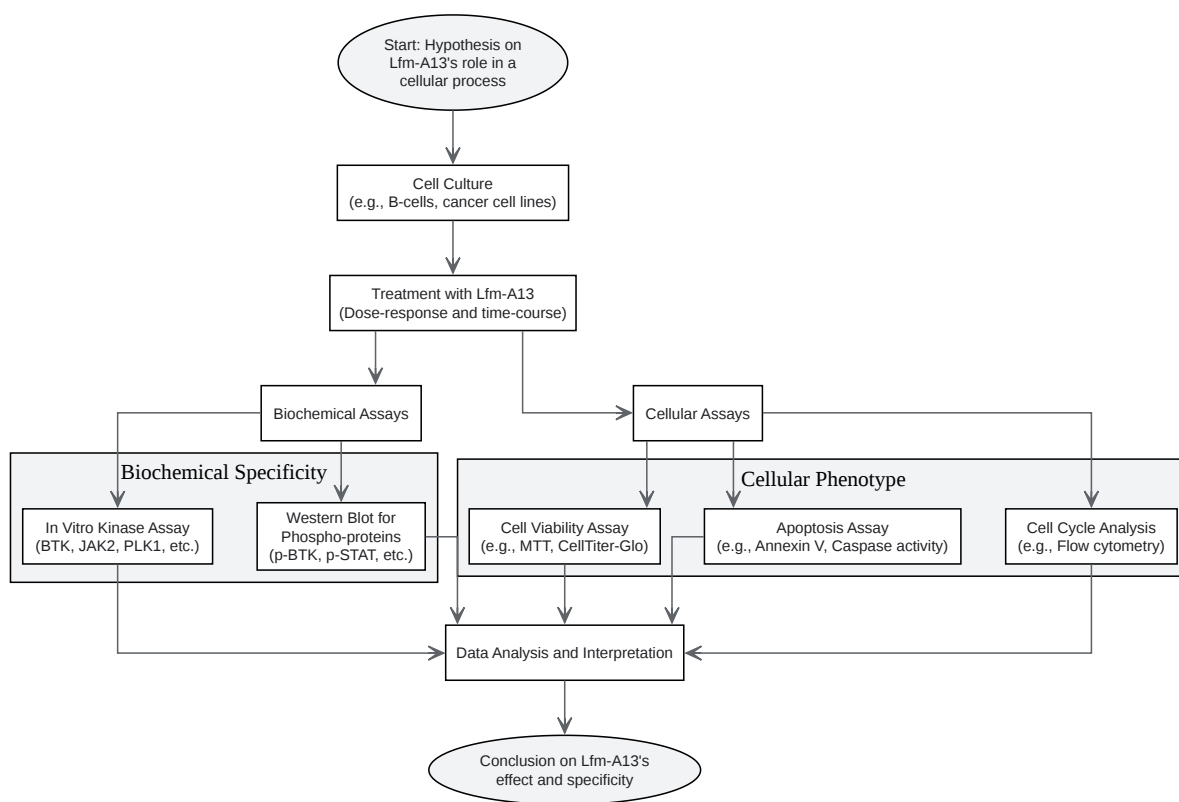 Start: Hypothesis on
Lfm-A13's role in a
cellular process
Cell Culture
(e.g., B-cells, cancer cell lines)
Treatment with Lfm-A13
(Dose-response and time-course)
Biochemical Assays
Cellular Assays
Biochemical Specificity
Cellular Phenotype
In Vitro Kinase Assay
(BTK, JAK2, PLK1, etc.)
Western Blot for
Phospho-proteins
(p-BTK, p-STAT, etc.)
Cell Viability Assay
(e.g., MTT, CellTiter-Glo)
Apoptosis Assay
(e.g., Annexin V, Caspase activity)
Cell Cycle Analysis
(e.g., Flow cytometry)
Data Analysis and Interpretation
Conclusion on Lfm-A13's
effect and specificity